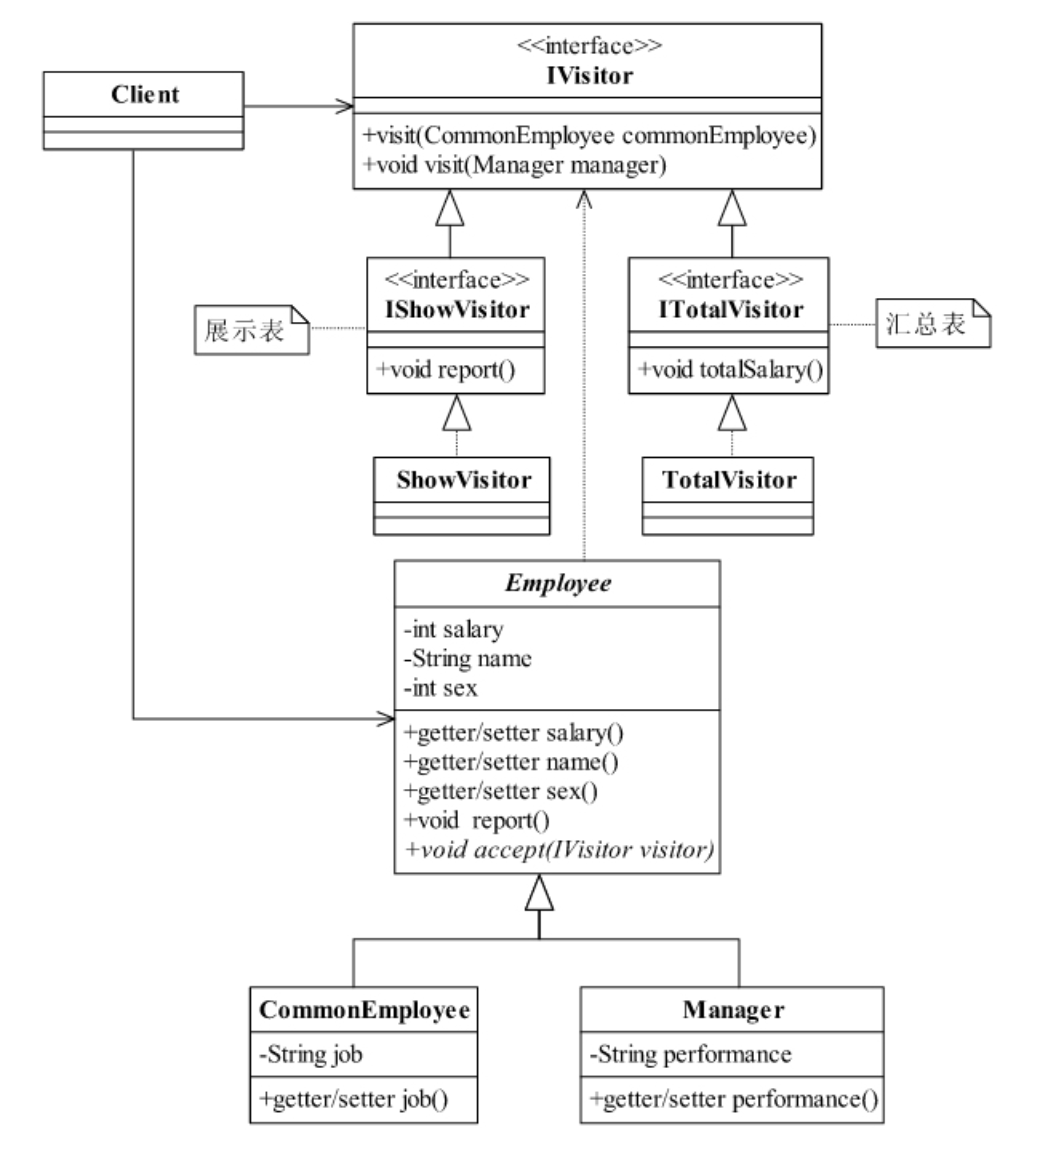 <<interface>>
IVisitor
Client
+visit(CommonEmployee commonEmployee)
+void visit(Manager manager)
<<interface>>
IShowVisitor
+void report()
展示表
<<interface>>
ITotalVisitor
+void totalSalary()
汇总表
ShowVisitor
TotalVisitor
Employee
-int salary
-String name
-int sex
+getter/setter salary()
+getter/setter name()
+getter/setter sex()
+void report()
+void accept(IVisitor visitor)
CommonEmployee
-String job
+getter/setter job()
Manager
-String performance
+getter/setter performance()